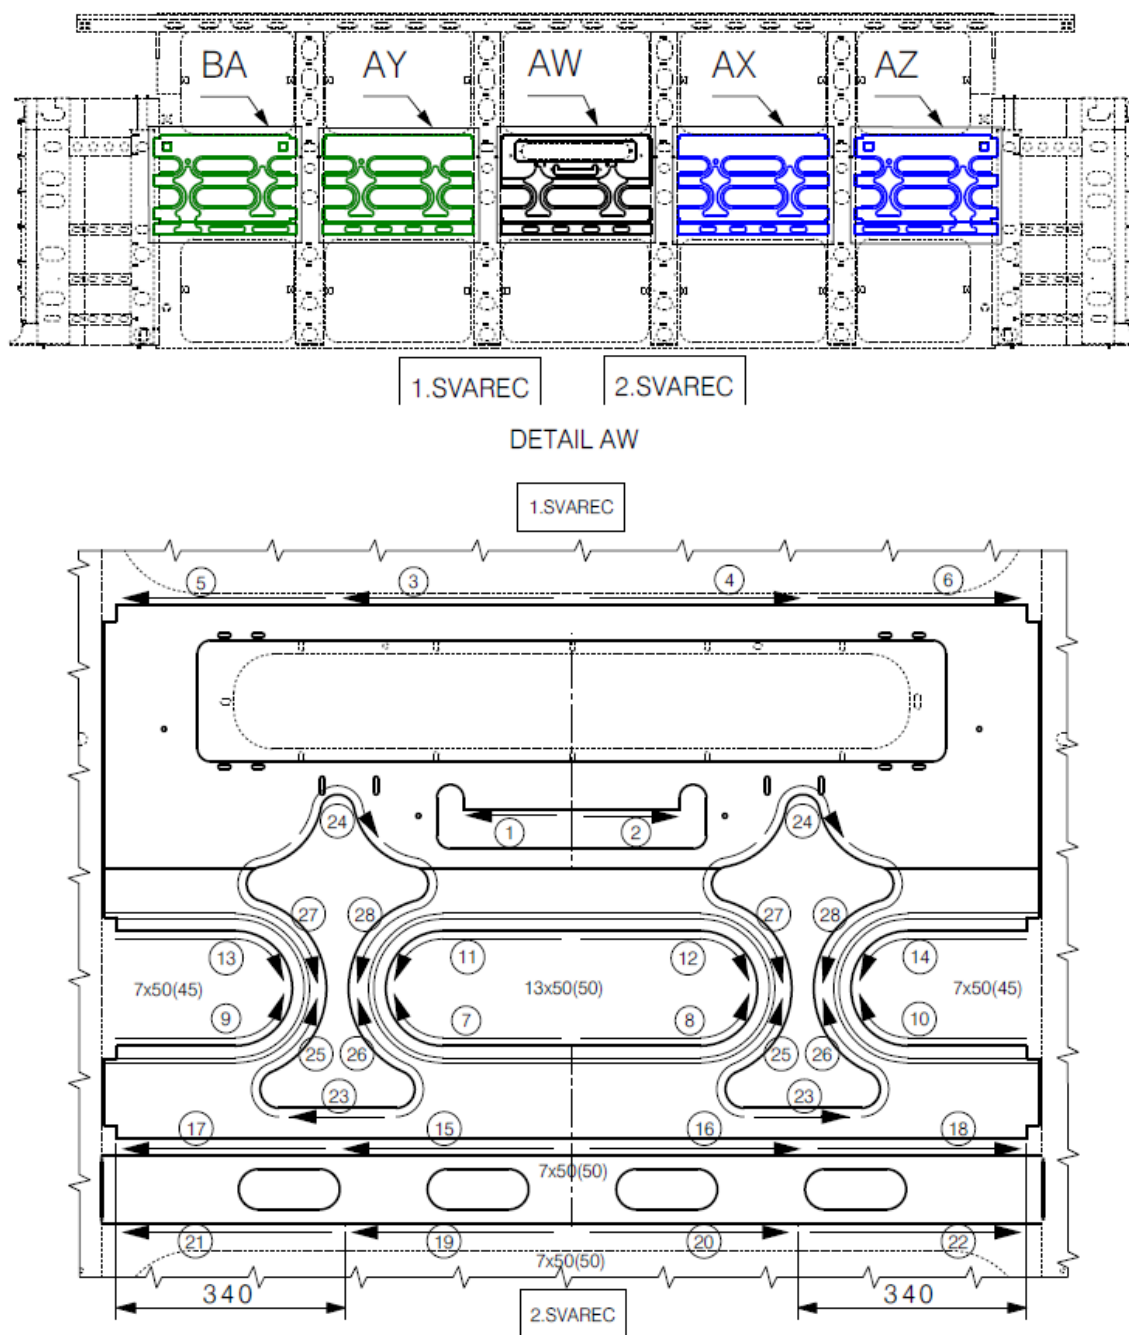 BA AY AW AX AZ
1.SVAREC 2.SVAREC
DETAIL AW
1.SVAREC
5 3 4 6
24 1 2 24
27 28 27 28
13 11 12 14
7x50(45) 13x50(50) 7x50(45)
9 7 8 10
25 26 25 26
23 23
17 15 16 18
7x50(50)
21 19 20 22
7x50(50)
340 340
2.SVAREC